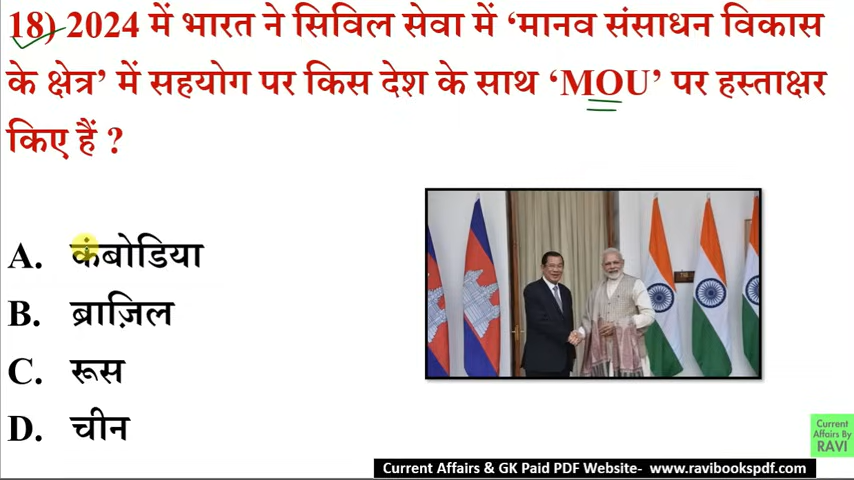 18) 2024 में भारत ने सिविल सेवा में ‘मानव संसाधन विकास
के क्षेत्र’ में सहयोग पर किस देश के साथ ‘MOU’ पर हस्ताक्षर
किए हैं ?
A. कंबोडिया
B. ब्राज़िल
C. रूस
D. चीन
Current
Affairs By
RAVI
Current Affairs & GK Paid PDF Website- www.ravibookspdf.com